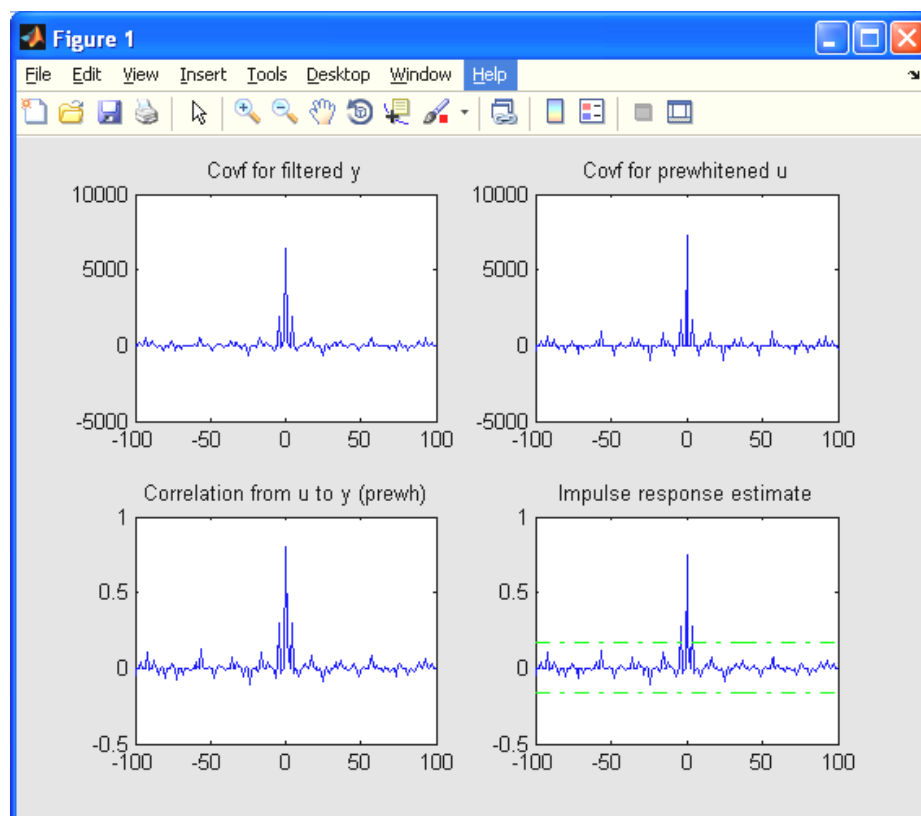 Figure 1
File Edit View Insert Tools Desktop Window Help
Covf for filtered y
10000
5000
0
-5000
-100 -50 0 50 100
Covf for prewhitened u
10000
5000
0
-5000
-100 -50 0 50 100
Correlation from u to y (prewh)
1
0.5
0
-0.5
-100 -50 0 50 100
Impulse response estimate
1
0.5
0
-0.5
-100 -50 0 50 100